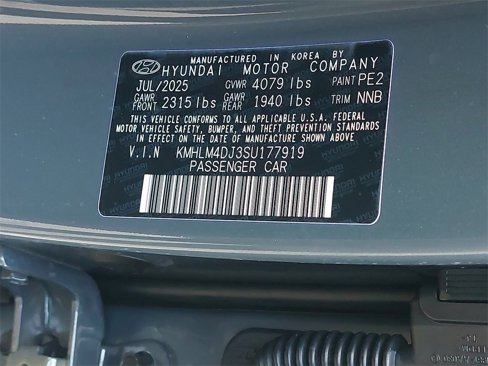 MANUFACTURED IN KOREA BY
HYUNDAI MOTOR COMPANY
JUL/2025 GVWR 4079 lbs PAINT PE2
GAWR FRONT 2315 lbs GAWR REAR 1940 lbs TRIM NNB
THIS VEHICLE CONFORMS TO ALL APPLICABLE U.S.A. FEDERAL
MOTOR VEHICLE SAFETY, BUMPER, AND THEFT PREVENTION STANDARDS
IN EFFECT ON THE DATE OF MANUFACTURE SHOWN ABOVE
V.I.N KMHLM4DJ3SU177919
PASSENGER CAR